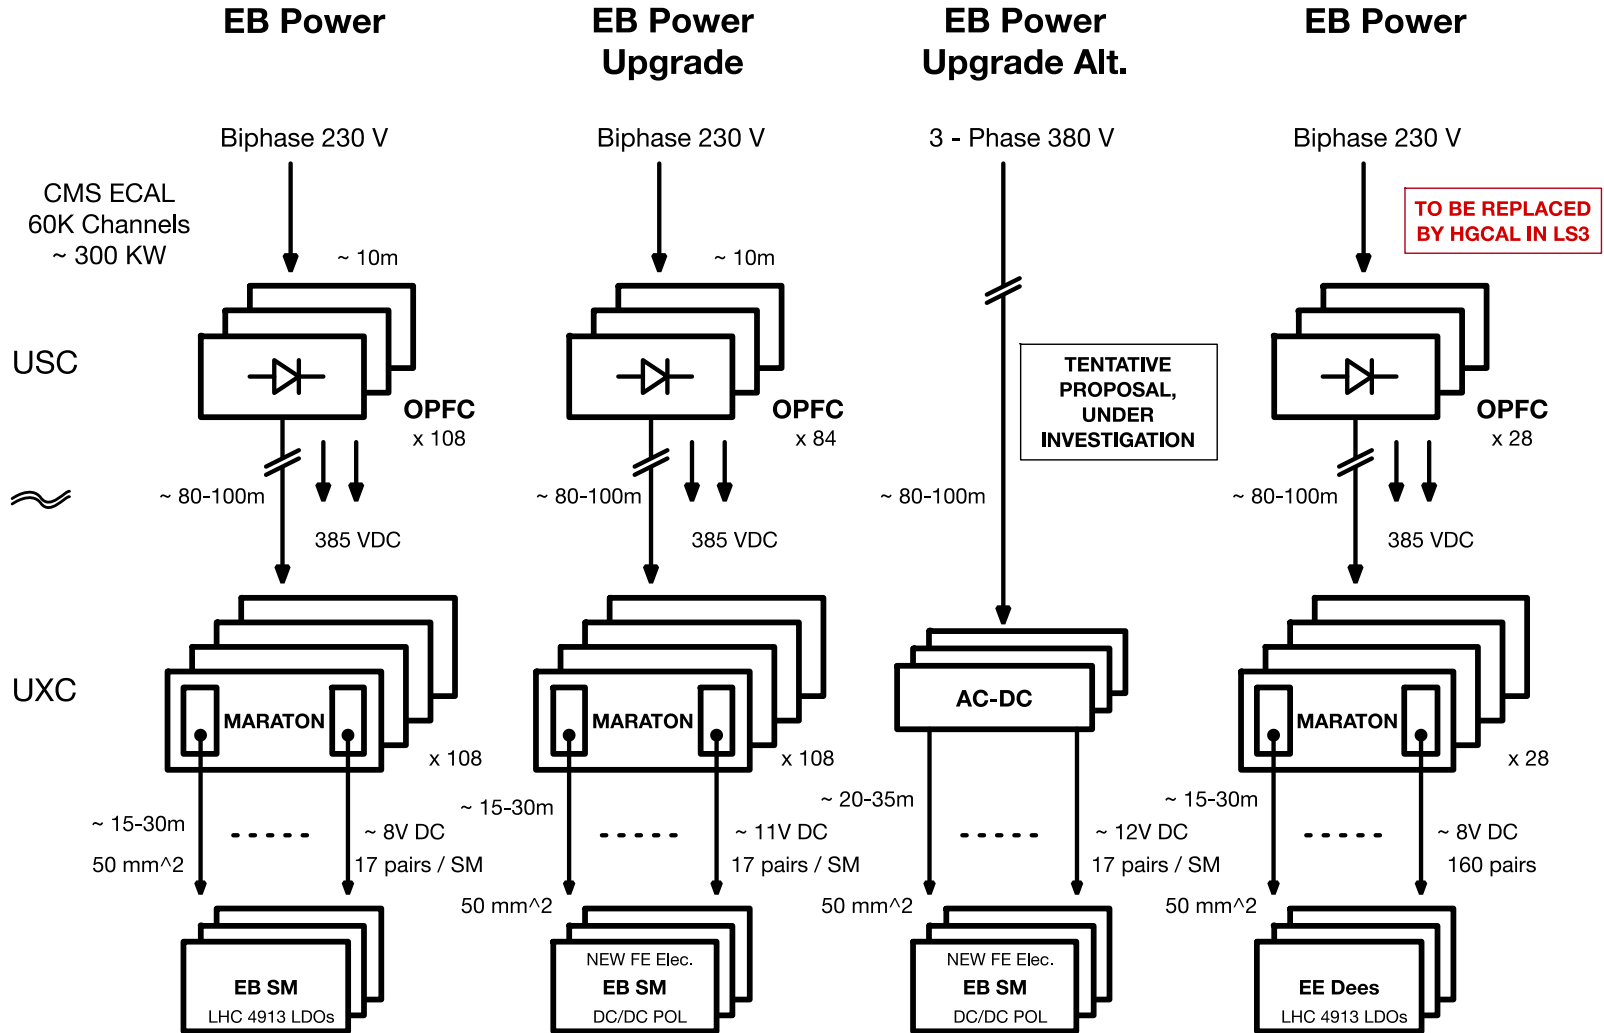 EB Power
EB Power
Upgrade
EB Power
Upgrade Alt.
EB Power
Biphase 230 V
Biphase 230 V
3 - Phase 380 V
Biphase 230 V
CMS ECAL
60K Channels
~ 300 KW
TO BE REPLACED
BY HGCAL IN LS3
~ 10m
~ 10m
USC
TENTATIVE
PROPOSAL,
UNDER
INVESTIGATION
OPFC
x 108
OPFC
x 84
OPFC
x 28
~ 80-100m
~ 80-100m
~ 80-100m
~ 80-100m
385 VDC
385 VDC
385 VDC
UXC
MARATON
x 108
MARATON
x 108
AC-DC
MARATON
x 28
~ 15-30m
50 mm^2
~ 8V DC
17 pairs / SM
~ 15-30m
50 mm^2
~ 11V DC
17 pairs / SM
~ 20-35m
50 mm^2
~ 12V DC
17 pairs / SM
~ 15-30m
50 mm^2
~ 8V DC
160 pairs
EB SM
LHC 4913 LDOs
NEW FE Elec.
EB SM
DC/DC POL
NEW FE Elec.
EB SM
DC/DC POL
EE Dees
LHC 4913 LDOs